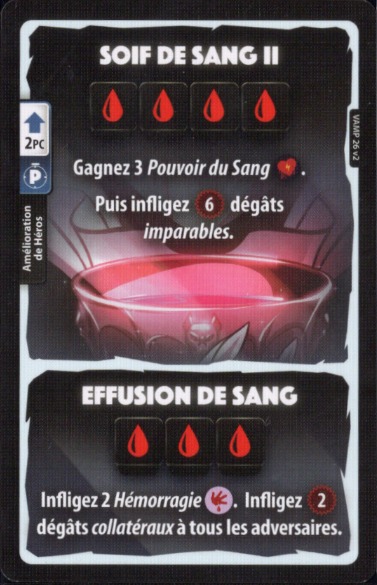 SOIF DE SANG II
2PC
P
Amélioration
de Héros
VAMP 26 v2
Gagnez 3 Pouvoir du Sang .
Puis infligez 6 dégâts
imparables.
EFFUSION DE SANG
Infligez 2 Hémorragie . Infligez 2
dégâts collatéraux à tous les adversaires.